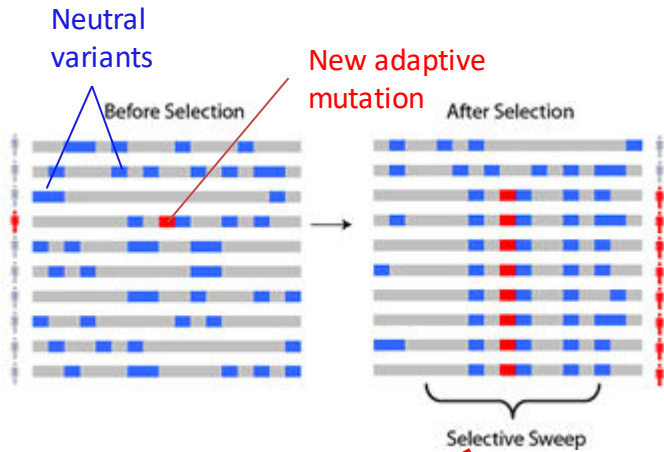 Neutral
variants
New adaptive
mutation
Before Selection
After Selection
Selective Sweep